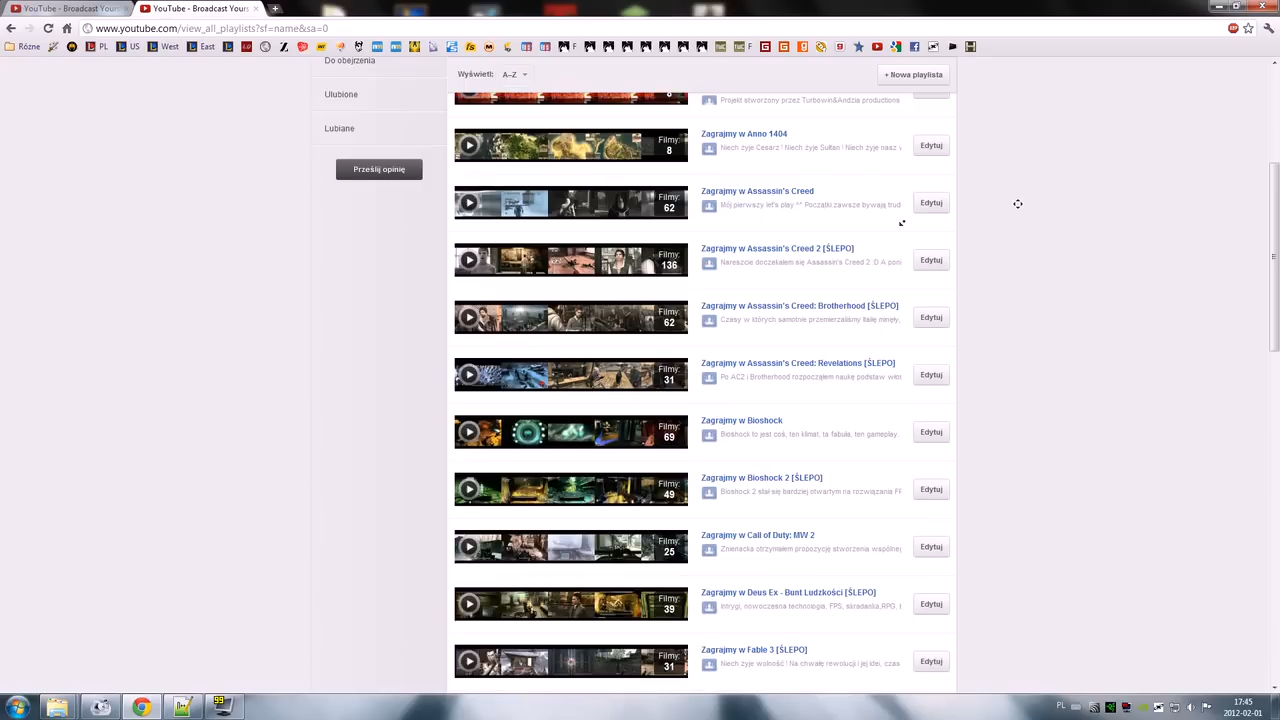 YouTube - Broadcast Yours
YouTube - Broadcast Yours
www.youtube.com/view_all_playlists?sf=name&sa=0
Różne
PL
US
West
East
F
F
Do obejrzenia
Ulubione
Lubiane
Prześlij opinię
Wyświetl: A–Z
+ Nowa playlista
Projekt stworzony przez Turbowin&Andzia productions
Filmy: 8
Zagrajmy w Anno 1404
Niech żyje Cesarz ! Niech żyje Sułtan ! Niech żyje nasz
Edytuj
Filmy: 62
Zagrajmy w Assassin's Creed
Mój pierwszy let's play ^^ Początki zawsze bywają trud
Edytuj
Filmy: 136
Zagrajmy w Assassin's Creed 2 [ŚLEPO]
Nareszcie doczekałem się Assassin's Creed 2 :D A poni
Edytuj
Filmy: 62
Zagrajmy w Assassin's Creed: Brotherhood [ŚLEPO]
Czasy w których samotnie przemierzaliśmy Italię minęły,
Edytuj
Filmy: 31
Zagrajmy w Assassin's Creed: Revelations [ŚLEPO]
Po AC2 i Brotherhood rozpocząłem naukę podstaw włos
Edytuj
Filmy: 69
Zagrajmy w Bioshock
Bioshock to jest coś, ten klimat, ta fabuła, ten gameplay.
Edytuj
Filmy: 49
Zagrajmy w Bioshock 2 [ŚLEPO]
Bioshock 2 stał się bardziej otwartym na rozwiązania FP
Edytuj
Filmy: 25
Zagrajmy w Call of Duty: MW 2
Znienacka otrzymałem propozycję stworzenia wspólneg
Edytuj
Filmy: 39
Zagrajmy w Deus Ex - Bunt Ludzkości [ŚLEPO]
Intrygi, nowoczesna technologia, FPS, skradanka,RPG,
Edytuj
Filmy: 31
Zagrajmy w Fable 3 [ŚLEPO]
Niech żyje wolność ! Na chwałę rewolucji i jej idei, czas
Edytuj
PL
17:45
2012-02-01